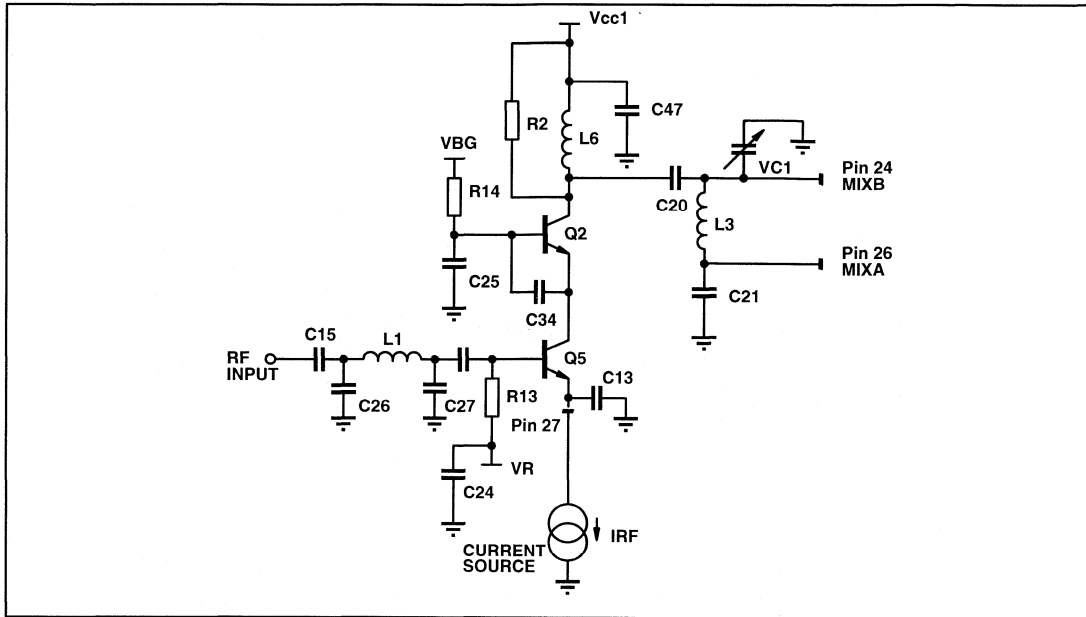 Vcc1
C47
R2
L6
VBG
VC1
Pin 24
MIXB
R14
C20
L3
Q2
Pin 26
MIXA
C25
C21
C34
C15
L1
RF
INPUT
Q5
C13
C26
C27
R13
Pin 27
VR
C24
IRF
CURRENT
SOURCE